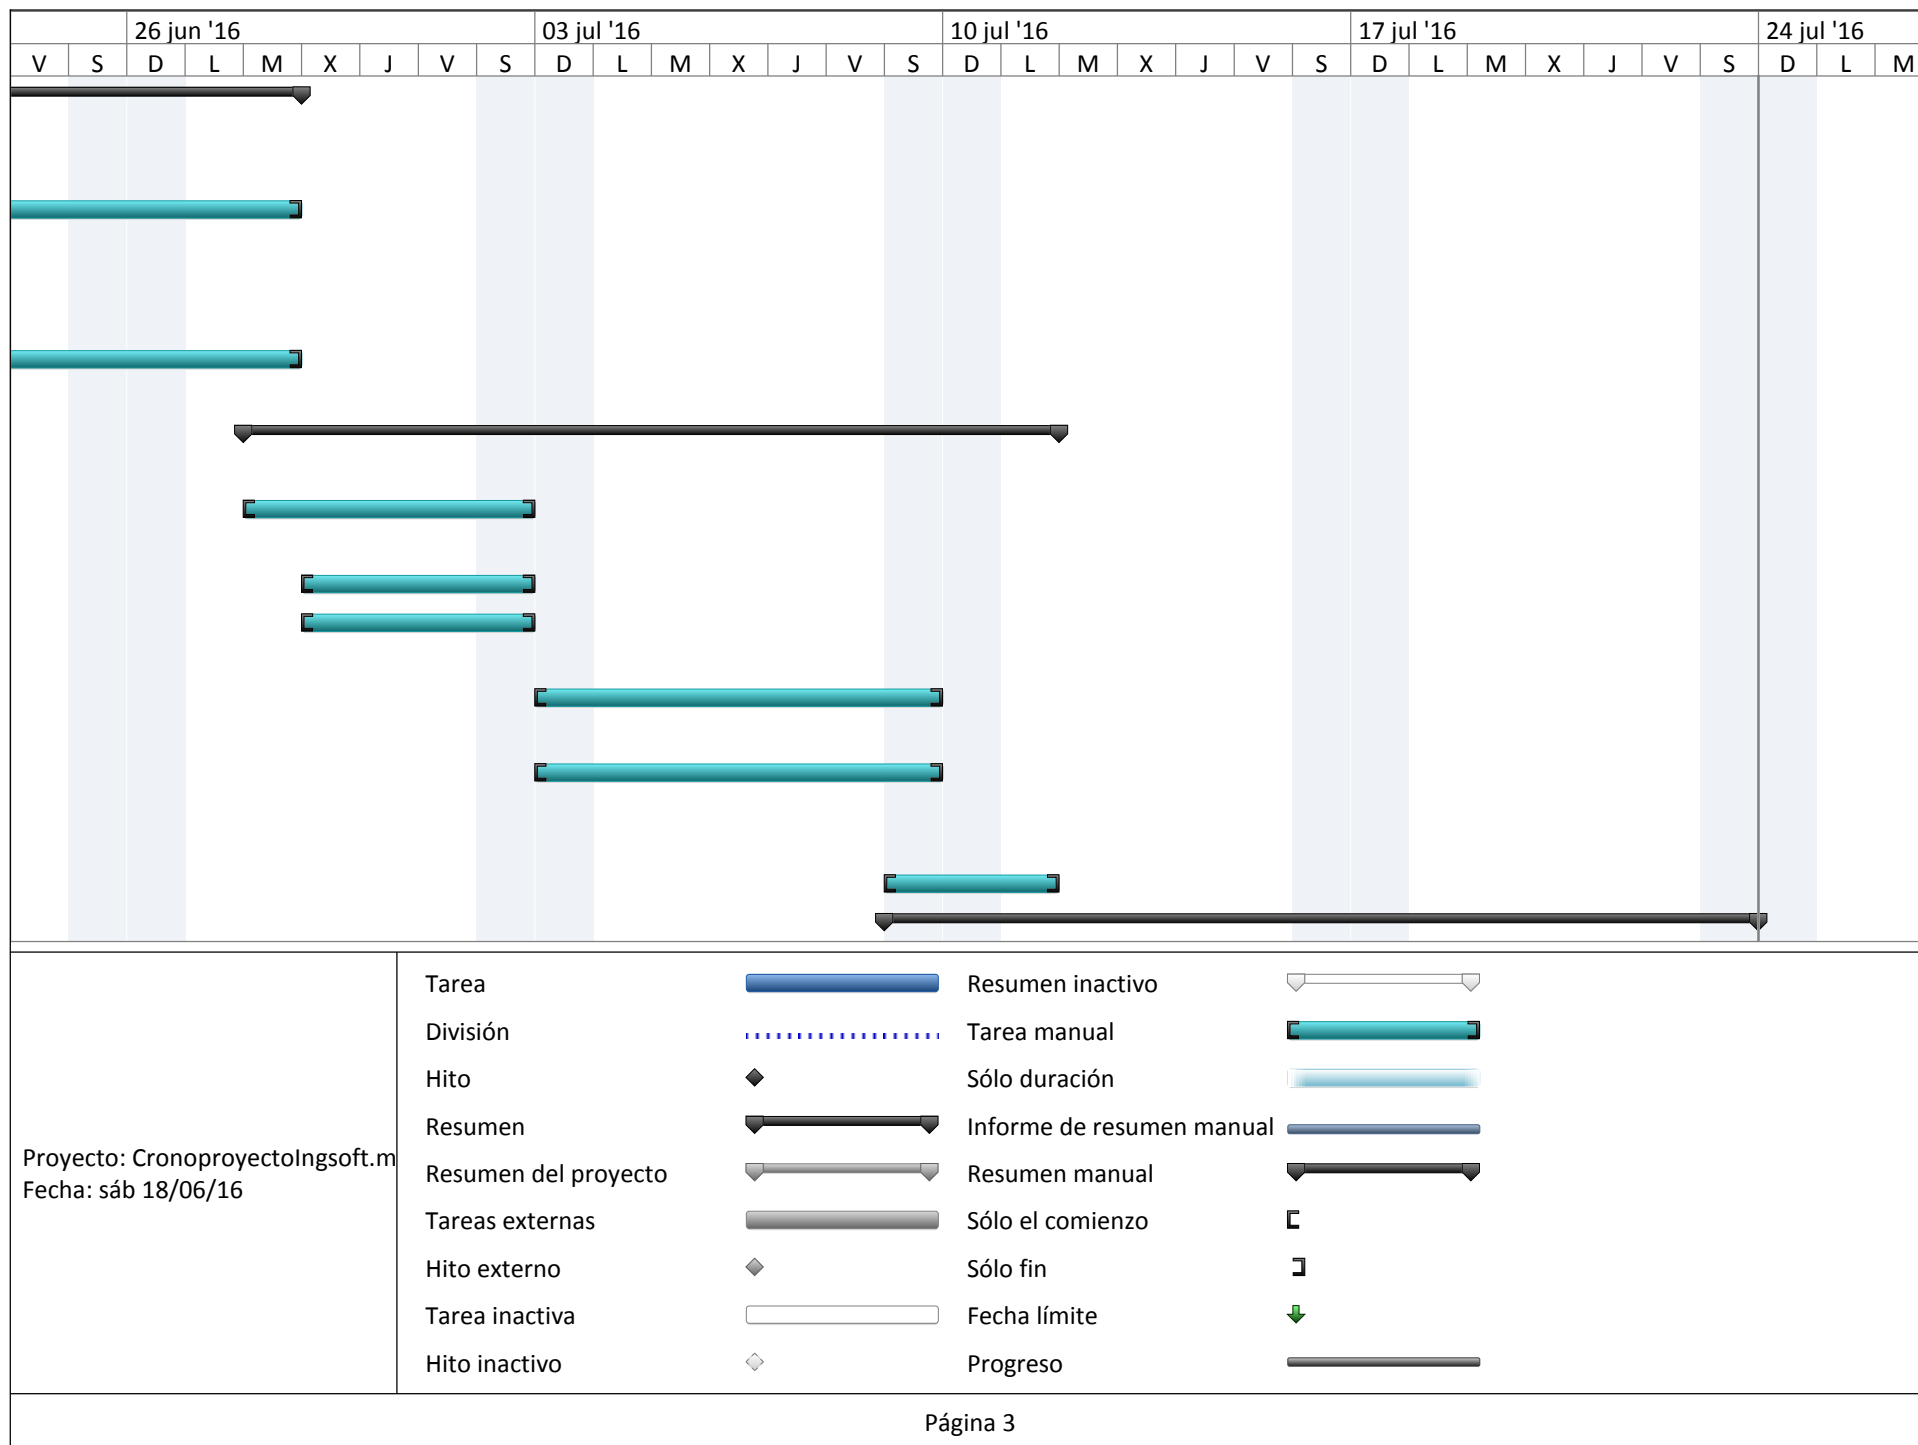 26 jun '16 03 jul '16 10 jul '16 17 jul '16 24 jul '16
V S D L M X J V S D L M X J V S D L M X J V S D L M X J V S D L M
Proyecto: CronoproyectoIngsoft.m
Fecha: sáb 18/06/16
Tarea
División
Hito
Resumen
Resumen del proyecto
Tareas externas
Hito externo
Tarea inactiva
Hito inactivo
Resumen inactivo
Tarea manual
Sólo duración
Informe de resumen manual
Resumen manual
Sólo el comienzo
Sólo fin
Fecha límite
Progreso
Página 3